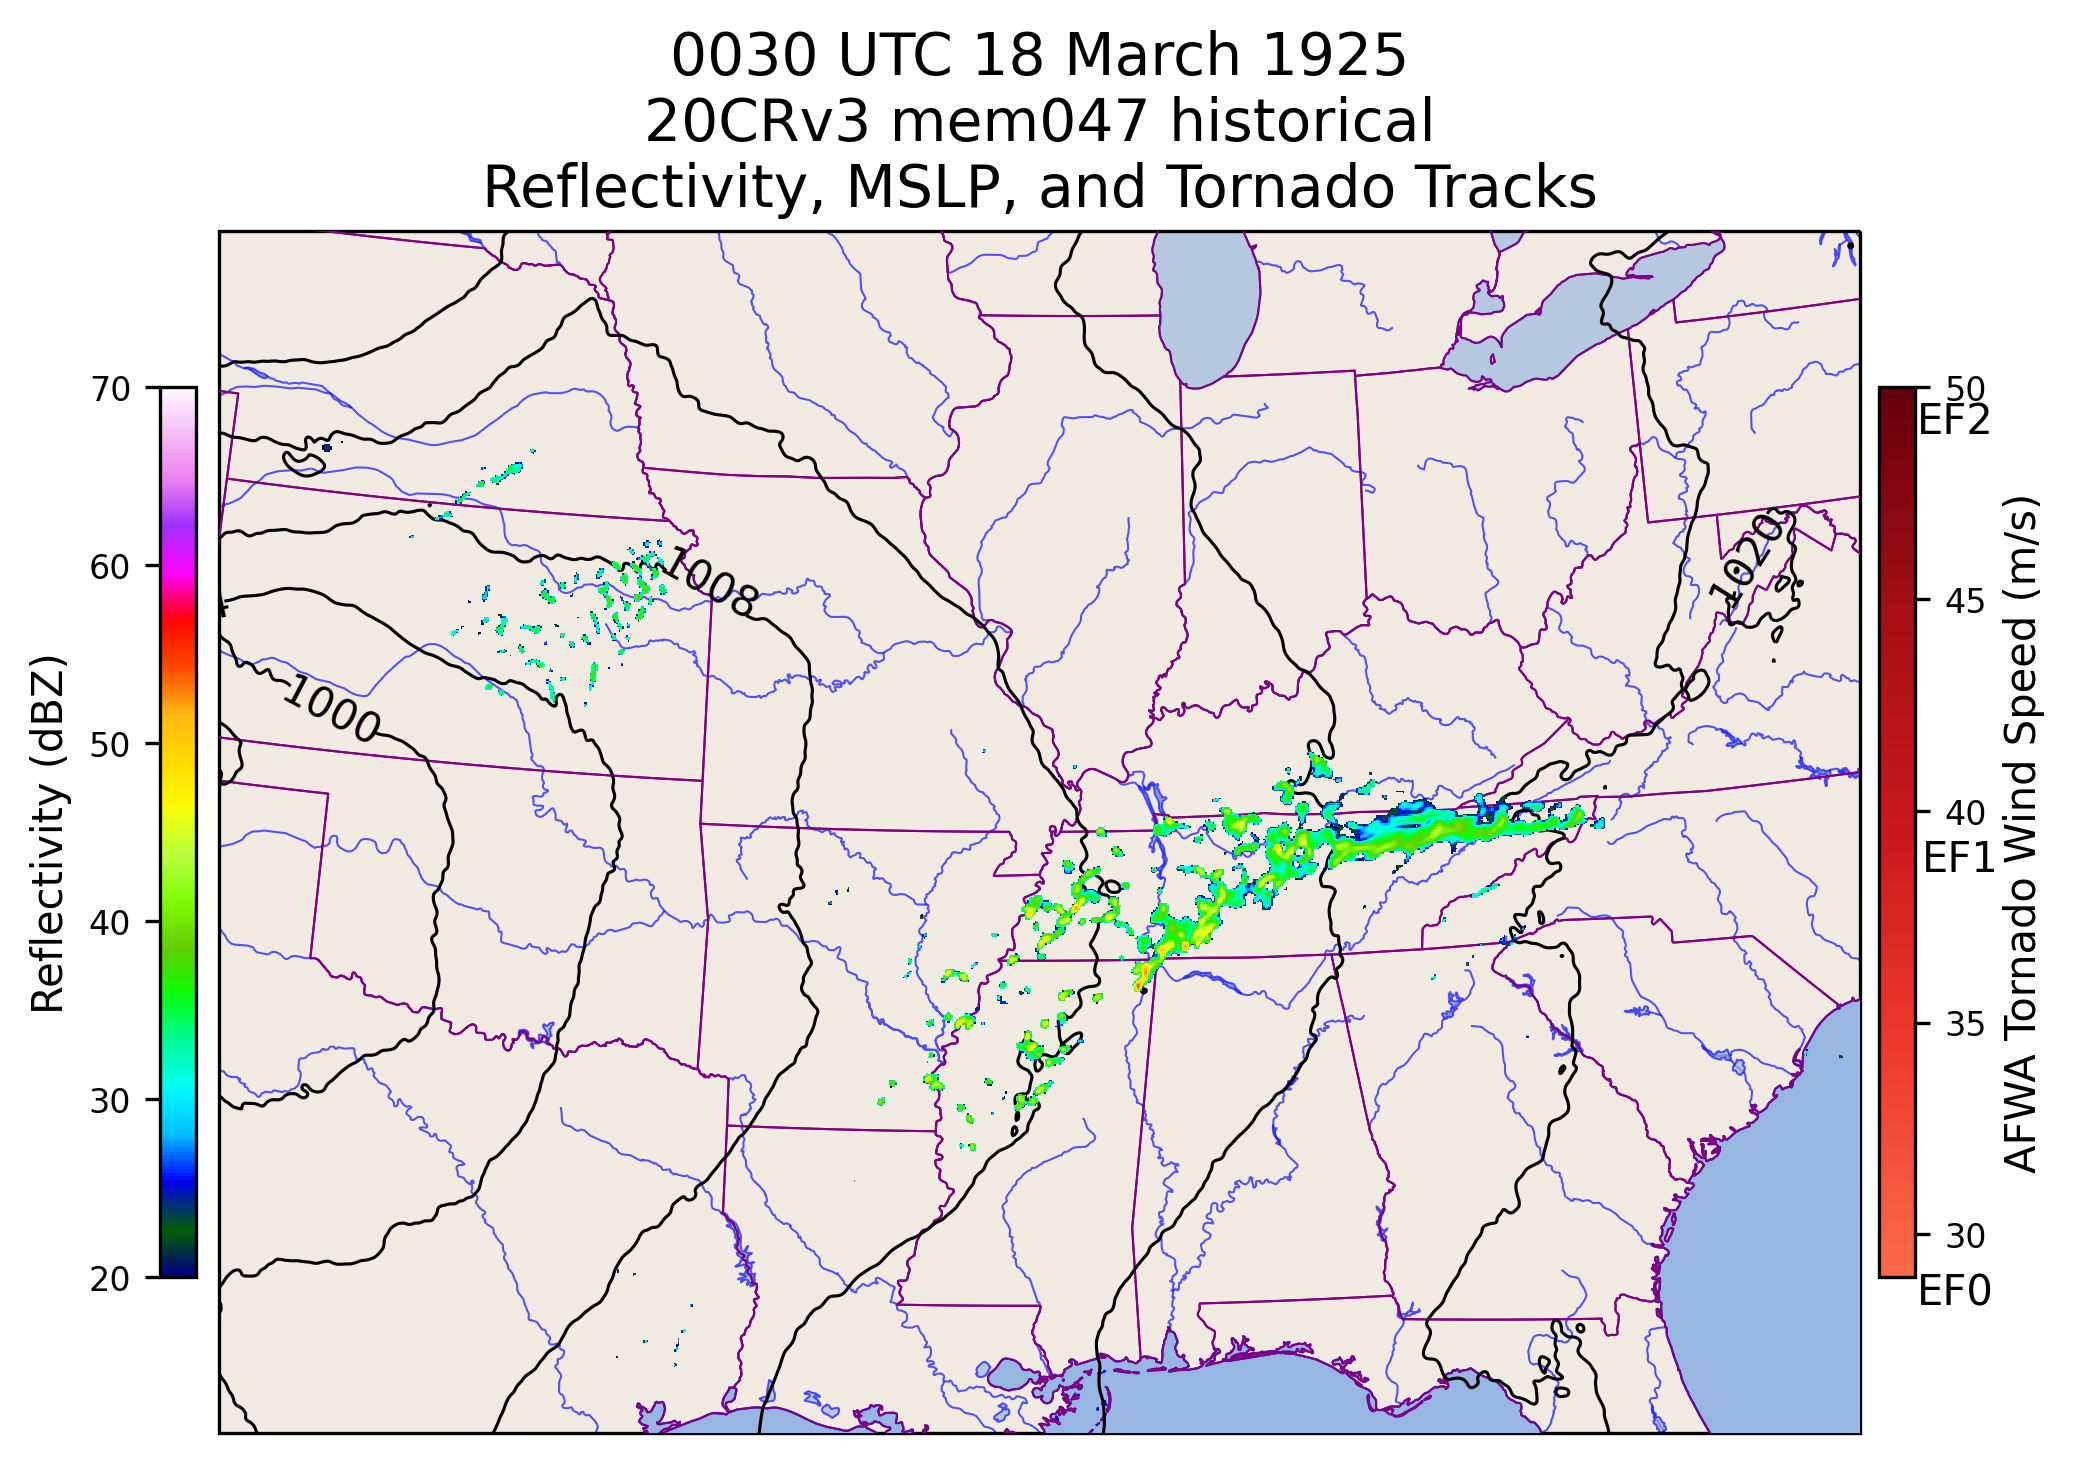 0030 UTC 18 March 1925
20CRv3 mem047 historical
Reflectivity, MSLP, and Tornado Tracks
Reflectivity (dBZ)
70
60
50
40
30
20
1008
1000
1020
50
EF2
45
40
EF1
35
30
EF0
AFWA Tornado Wind Speed (m/s)